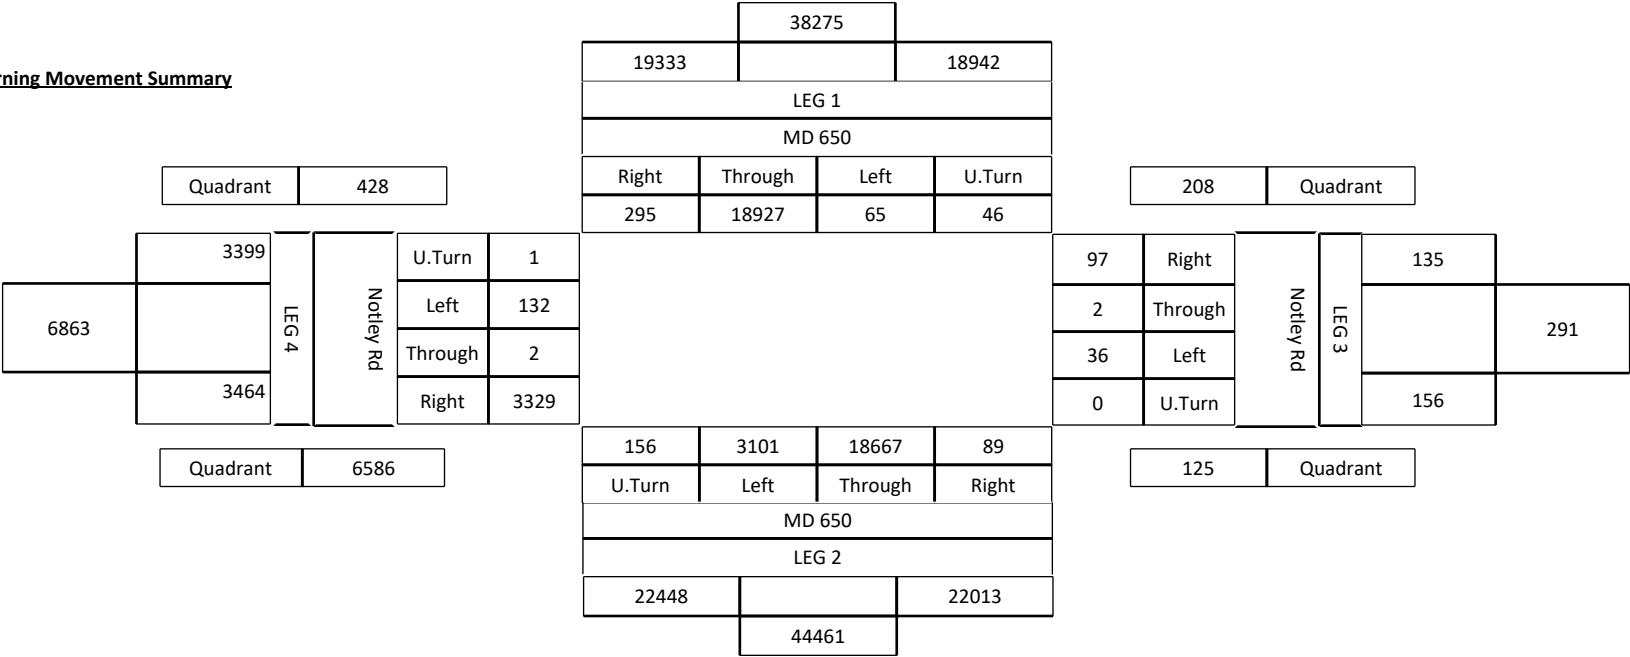 38275
19333 18942
rning Movement Summary
LEG 1
MD 650
Quadrant 428
Right Through Left U.Turn
208 Quadrant
295 18927 65 46
3399 U.Turn 1
97 Right 135
LEG 4
Notley Rd
Left 132
2 Through
Notley Rd
LEG 3
6863
291
Through 2
36 Left
3464 Right 3329
0 U.Turn 156
156 3101 18667 89
Quadrant 6586
U.Turn Left Through Right
125 Quadrant
MD 650
LEG 2
22448 22013
44461